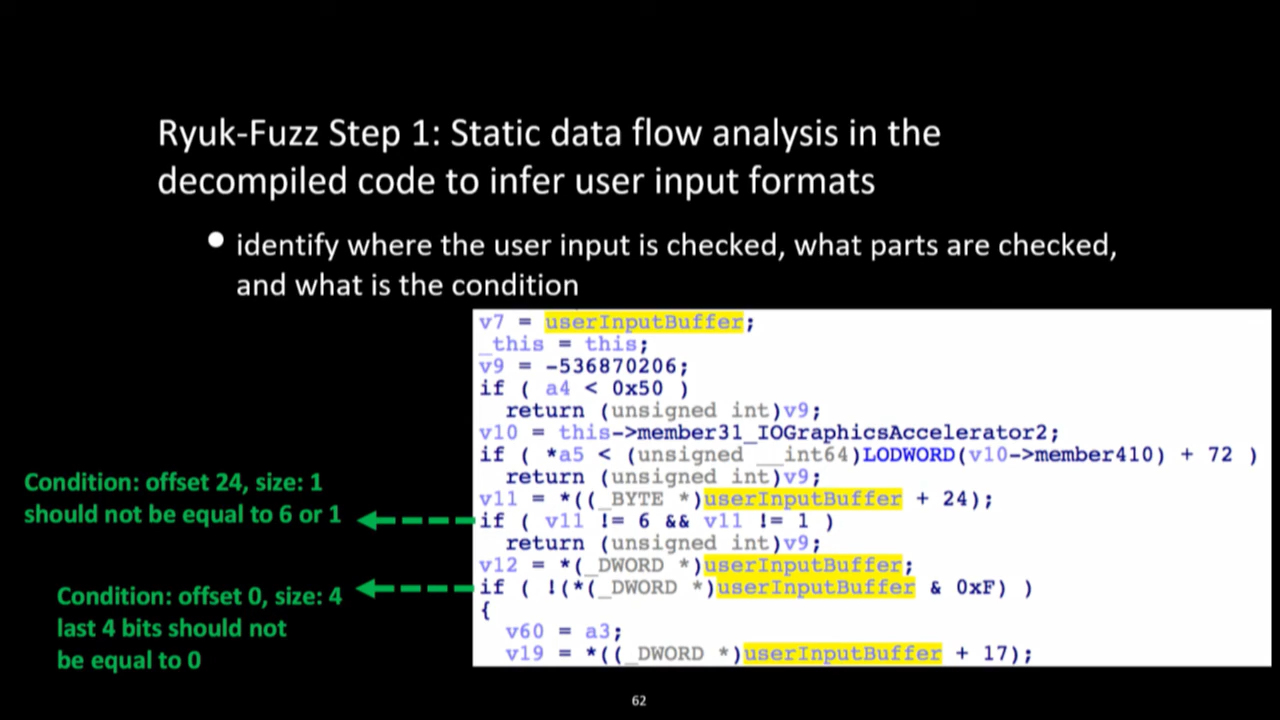 Ryuk-Fuzz Step 1: Static data flow analysis in the
decompiled code to infer user input formats
• identify where the user input is checked, what parts are checked,
and what is the condition
v7 = userInputBuffer;
_this = this;
v9 = -536870206;
if ( a4 < 0x50 )
return (unsigned int)v9;
v10 = this->member31_IOGraphicsAccelerator2;
if ( *a5 < (unsigned __int64)LODWORD(v10->member410) + 72 )
return (unsigned int)v9;
v11 = *((_BYTE *)userInputBuffer + 24);
if ( v11 != 6 && v11 != 1 )
return (unsigned int)v9;
v12 = *(_DWORD *)userInputBuffer;
if ( !(*(_DWORD *)userInputBuffer & 0xF) )
{
v60 = a3;
v19 = *((_DWORD *)userInputBuffer + 17);
Condition: offset 24, size: 1
should not be equal to 6 or 1
Condition: offset 0, size: 4
last 4 bits should not
be equal to 0
62